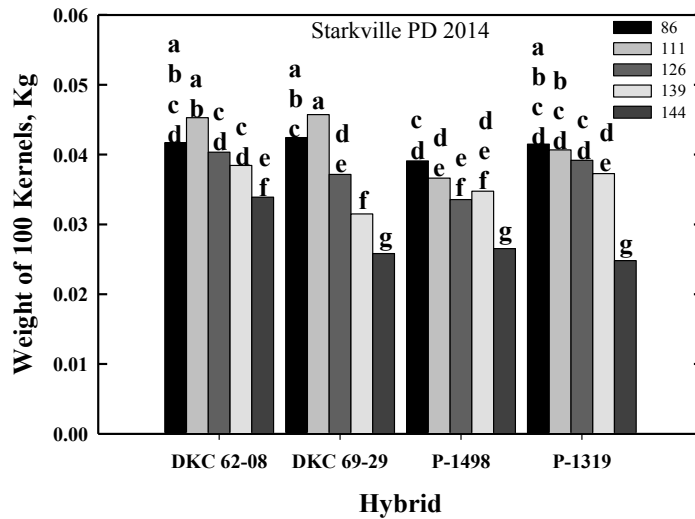 Starkville PD 2014
86
111
126
139
144
Weight of 100 Kernels, Kg
0.06
0.05
0.04
0.03
0.02
0.01
0.00
a
b
c
d
a
b
c
d
c
d
e
f
a
b
c
a
d
e
f
g
c
d
d
e
e
f
d
e
f
g
a
b
c
d
b
c
d
c
d
d
e
g
DKC 62-08 DKC 69-29 P-1498 P-1319
Hybrid